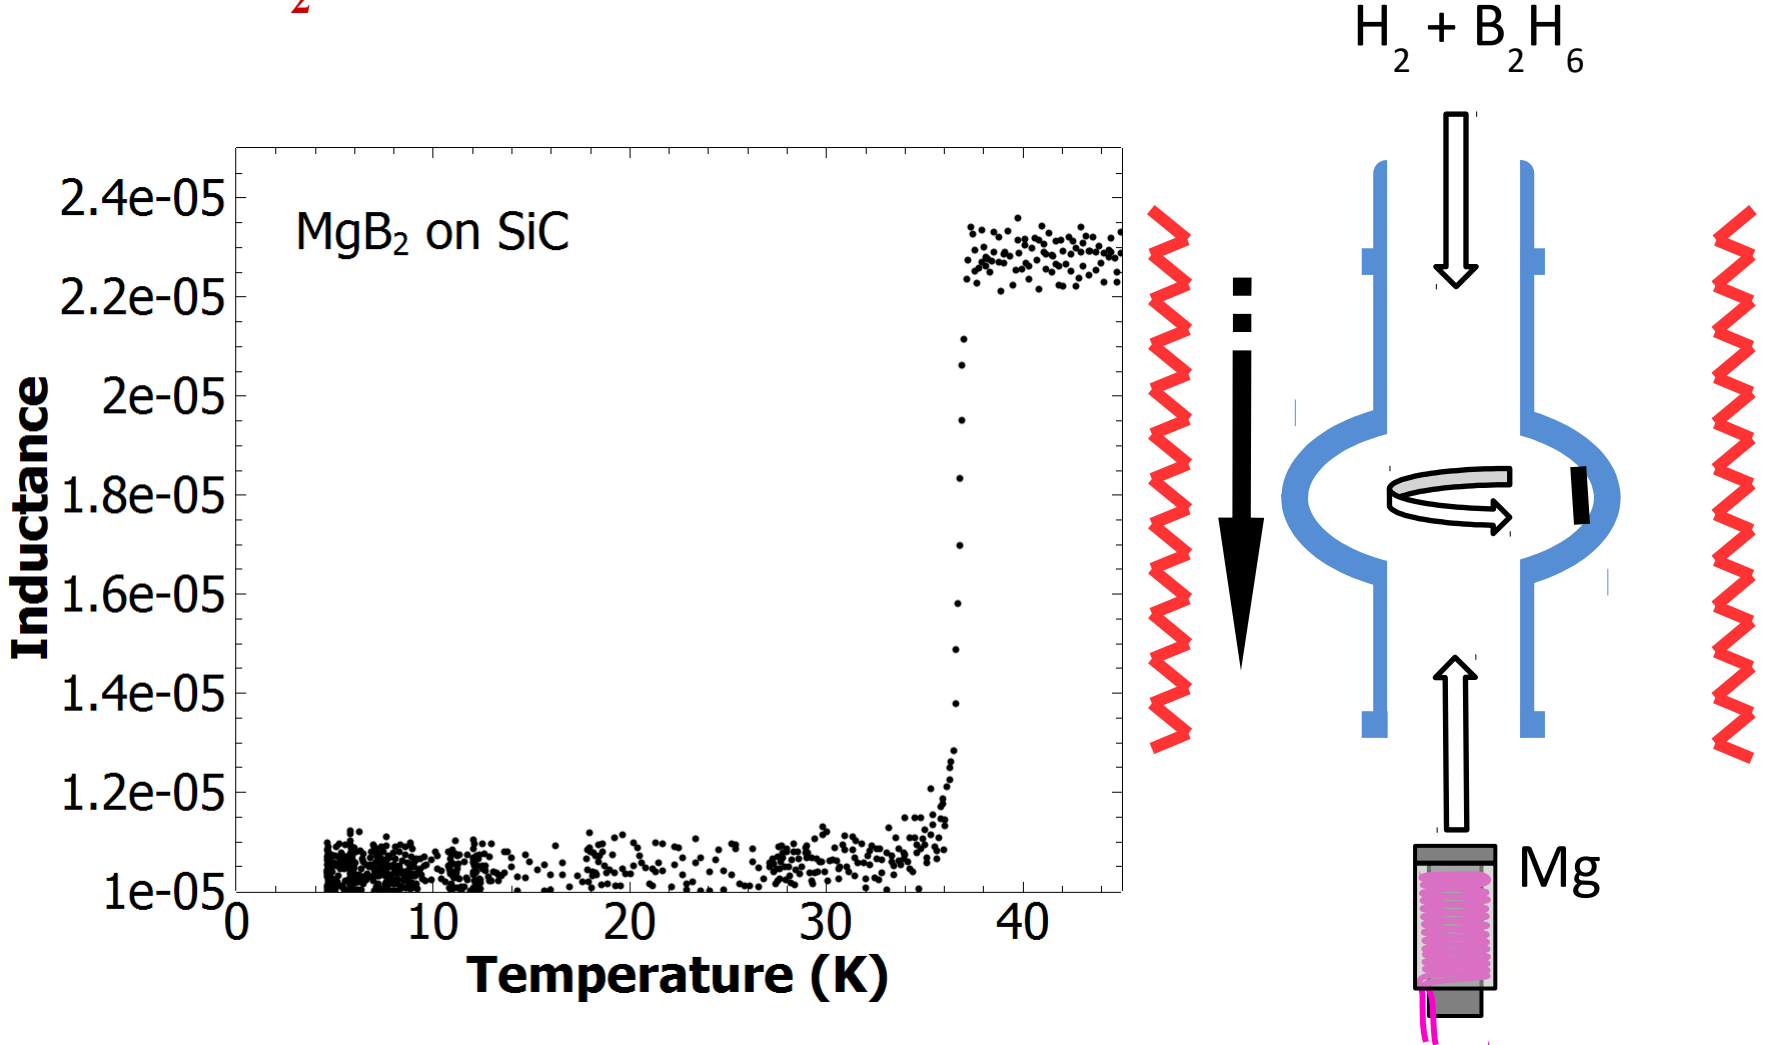 2
H2 + B2H6
MgB2 on SiC
Inductance
2.4e-05
2.2e-05
2e-05
1.8e-05
1.6e-05
1.4e-05
1.2e-05
1e-05
0 10 20 30 40
Temperature (K)
Mg